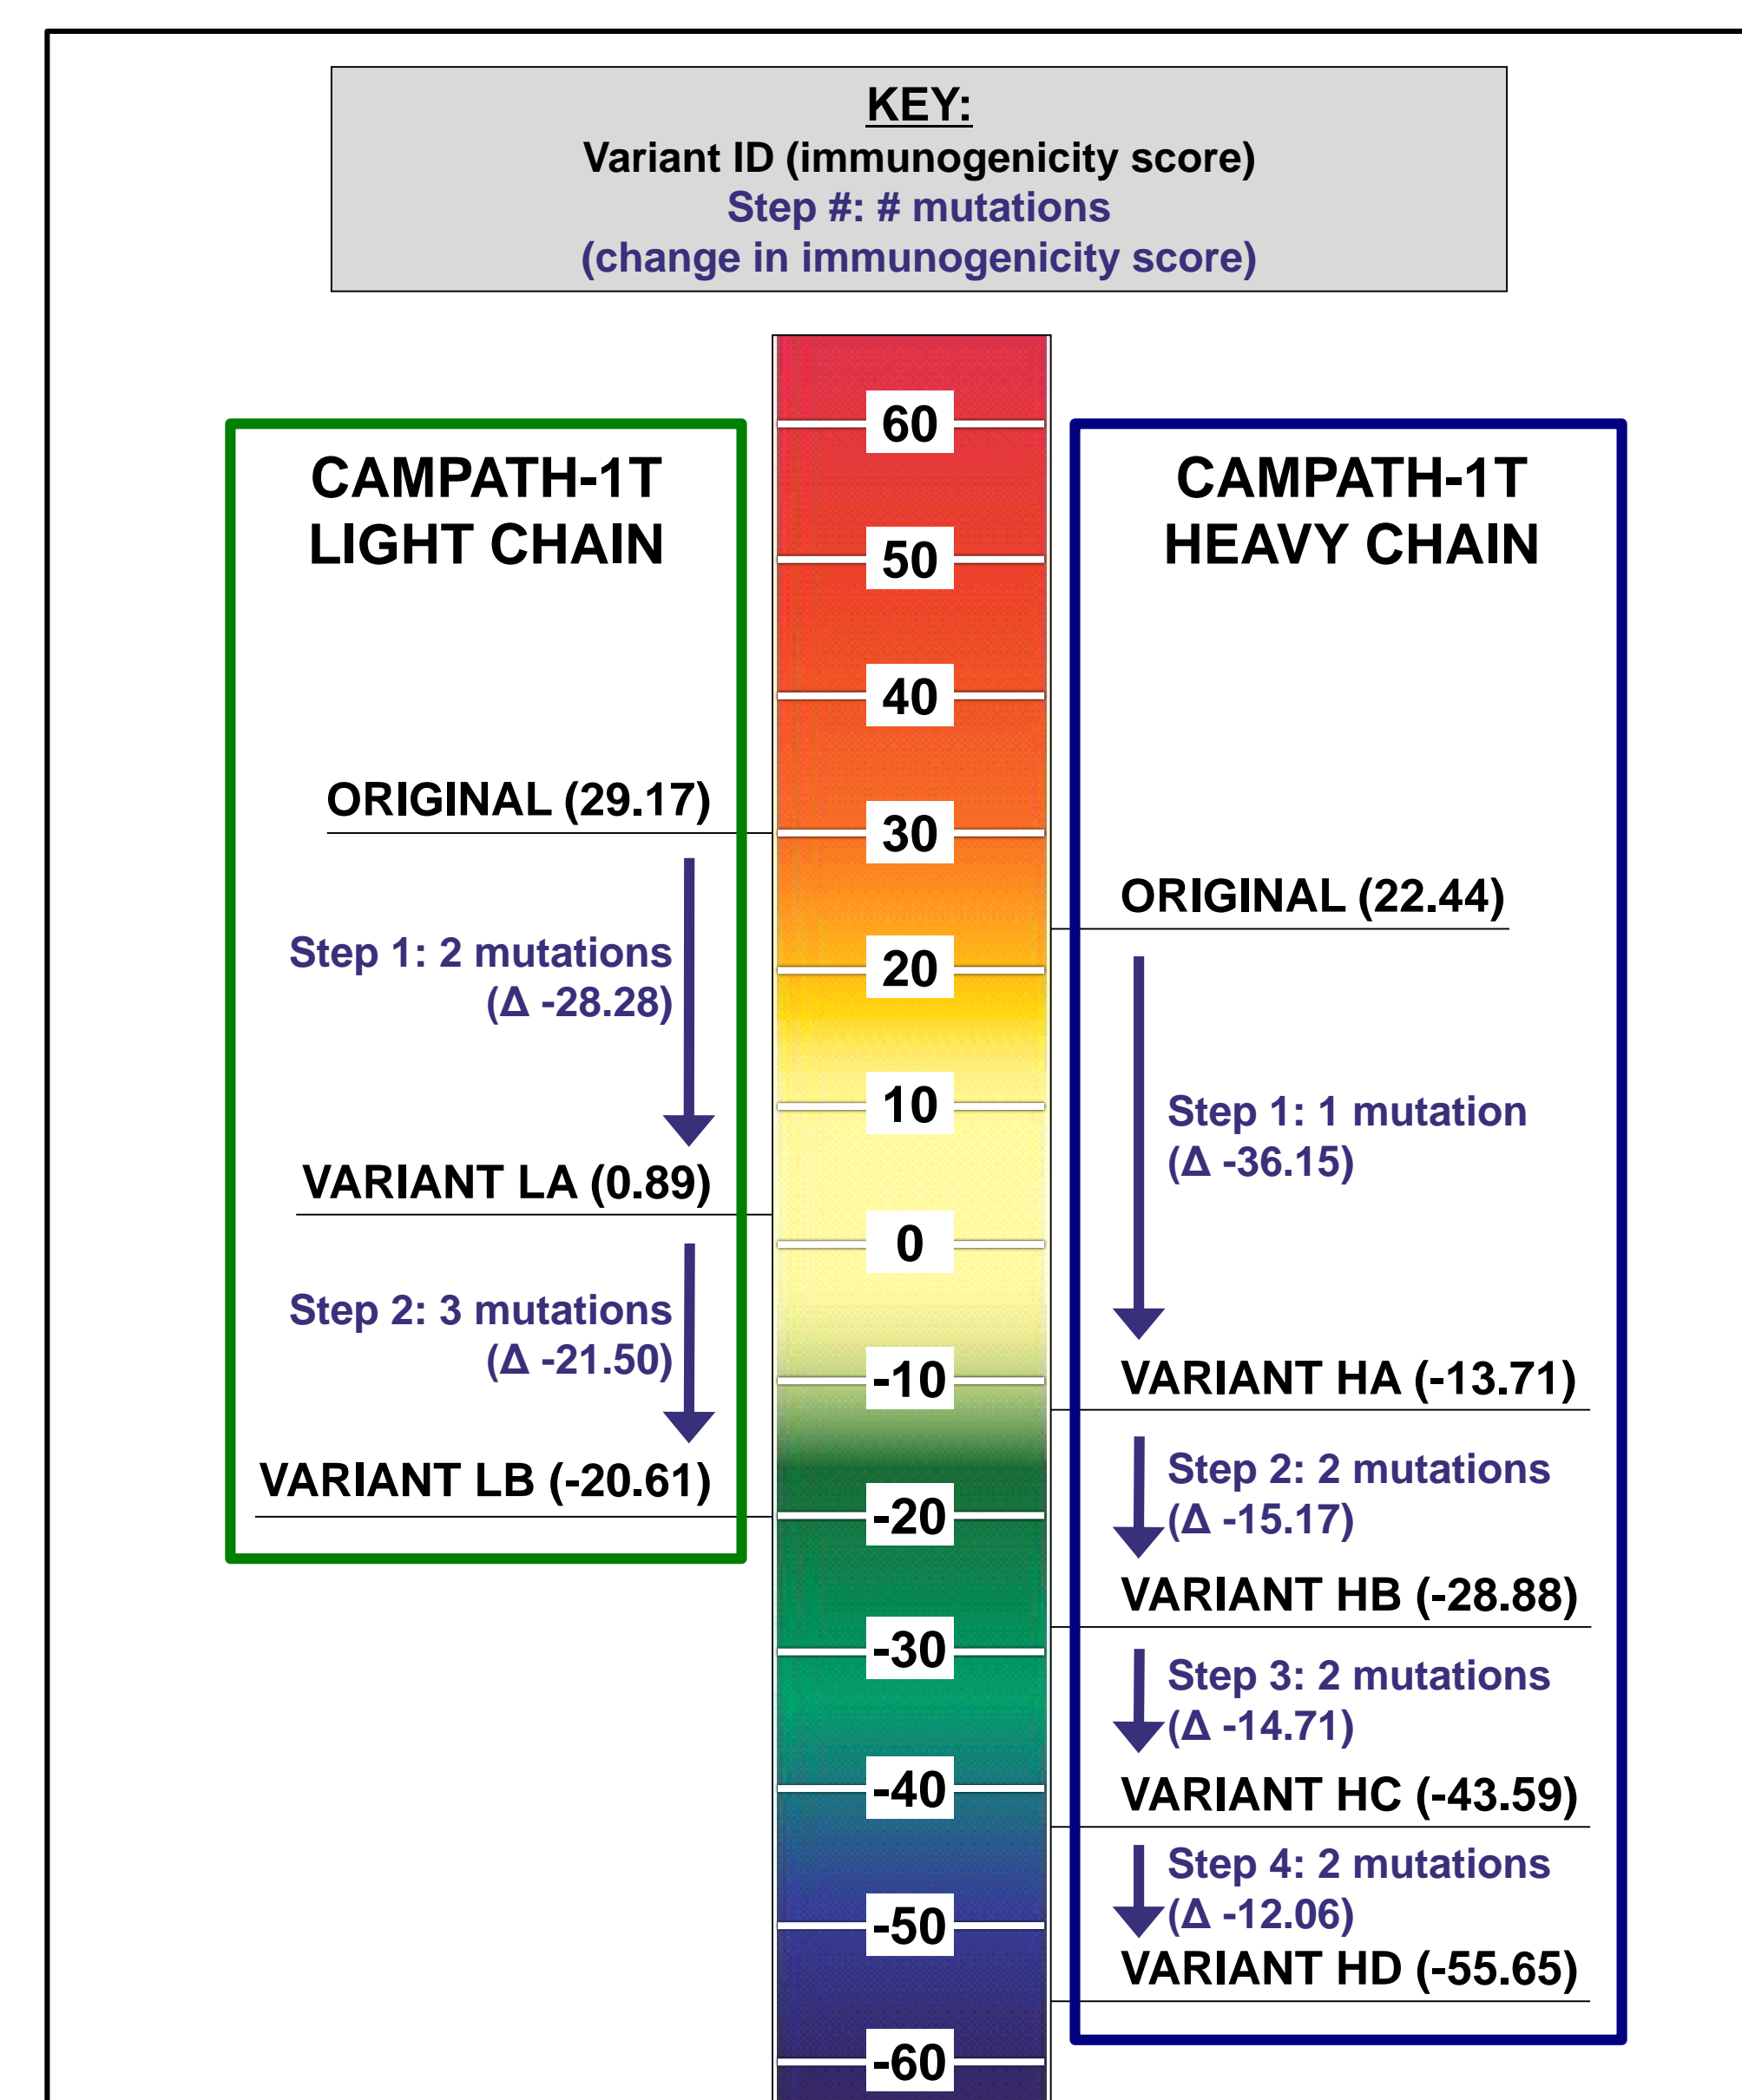 KEY:
Variant ID (immunogenicity score)
Step #: # mutations
(change in immunogenicity score)
CAMPATH-1T
LIGHT CHAIN
ORIGINAL (29.17)
Step 1: 2 mutations
(Δ -28.28)
VARIANT LA (0.89)
Step 2: 3 mutations
(Δ -21.50)
VARIANT LB (-20.61)
60
50
40
30
20
10
0
-10
-20
-30
-40
-50
-60
CAMPATH-1T
HEAVY CHAIN
ORIGINAL (22.44)
Step 1: 1 mutation
(Δ -36.15)
VARIANT HA (-13.71)
Step 2: 2 mutations
(Δ -15.17)
VARIANT HB (-28.88)
Step 3: 2 mutations
(Δ -14.71)
VARIANT HC (-43.59)
Step 4: 2 mutations
(Δ -12.06)
VARIANT HD (-55.65)